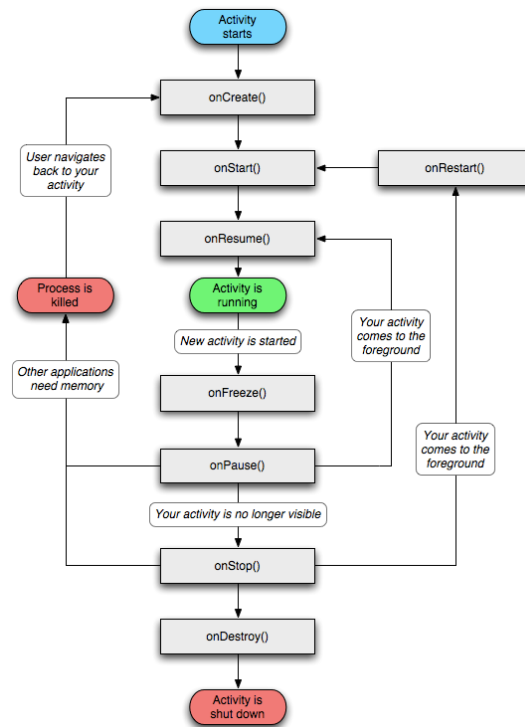 Activity
starts
onCreate()
User navigates
back to your
activity
onStart()
onRestart()
onResume()
Process is
killed
Activity is
running
Your activity
comes to the
foreground
New activity is started
Other applications
need memory
onFreeze()
Your activity
comes to the
foreground
onPause()
Your activity is no longer visible
onStop()
onDestroy()
Activity is
shut down